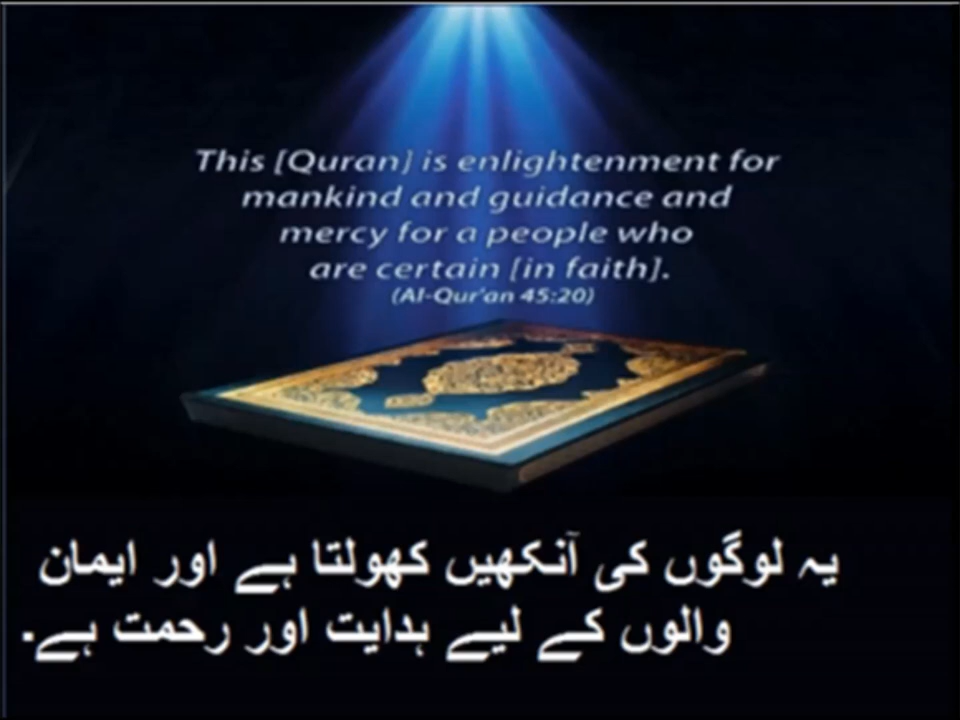 This [Quran] is enlightenment for
mankind and guidance and
mercy for a people who
are certain [in faith].
(Al-Qur'an 45:20)
یہ لوگوں کی آنکھیں کھولتا ہے اور ایمان
والوں کے لیے ہدایت اور رحمت ہے۔